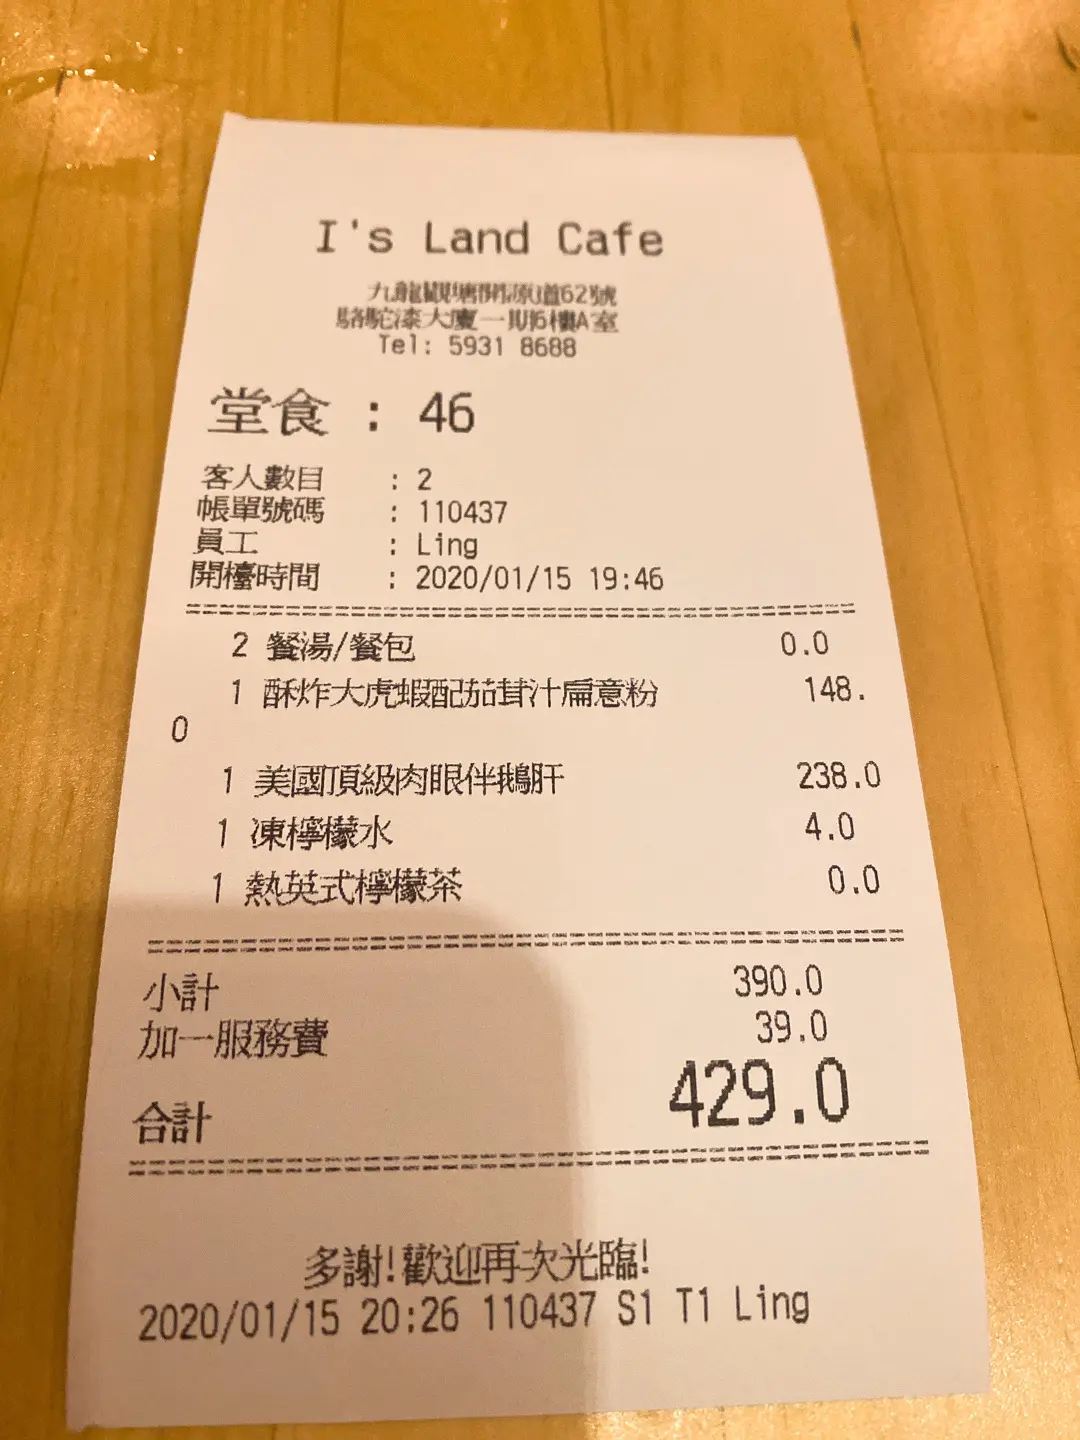 I's Land Cafe
九龍觀塘開源道62號
駱駝漆大廈一期6樓A室
Tel: 5931 8688
堂食 : 46
客人數目 : 2
帳單號碼 : 110437
員工 : Ling
開檯時間 : 2020/01/15 19:46
2 餐湯/餐包 0.0
1 酥炸大虎蝦配茄茸汁扁意粉 148.
0
1 美國頂級肉眼伴鵝肝 238.0
1 凍檸檬水 4.0
1 熱英式檸檬茶 0.0
小計 390.0
加一服務費 39.0
合計 429.0
多謝!歡迎再次光臨!
2020/01/15 20:26 110437 S1 T1 Ling